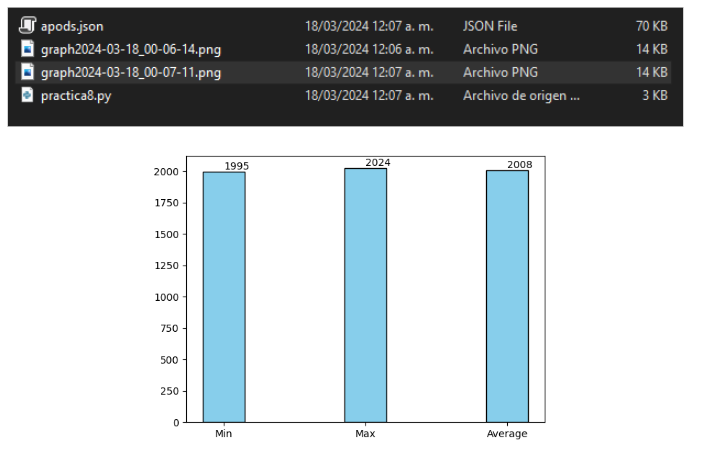 apods.json 18/03/2024 12:07 a. m. JSON File 70 KB
graph2024-03-18_00-06-14.png 18/03/2024 12:06 a. m. Archivo PNG 14 KB
graph2024-03-18_00-07-11.png 18/03/2024 12:07 a. m. Archivo PNG 14 KB
practica8.py 18/03/2024 12:07 a. m. Archivo de origen ... 3 KB
1995 2024 2008
2000
1750
1500
1250
1000
750
500
250
0
Min Max Average